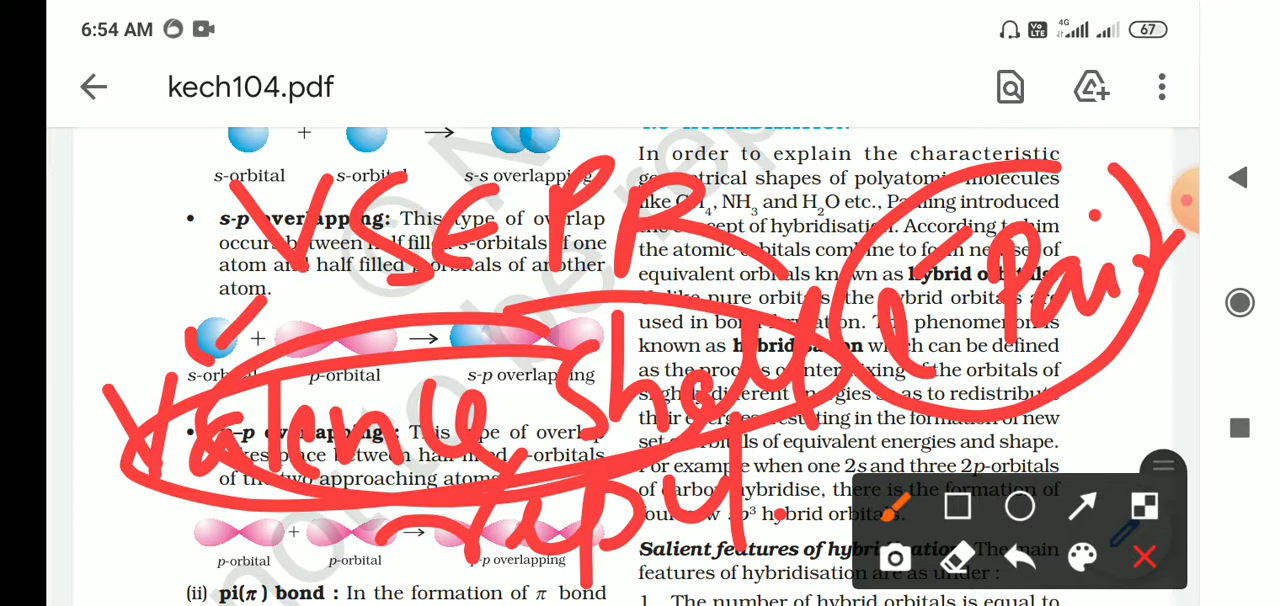 6:54 AM
Vo LTE 4G 67
kech104.pdf
s-orbital s-orbital s-s overlapping
• s-p overlapping: This type of overlap
occurs between half filled s-orbitals of one
atom and half filled p-orbitals of another
atom.
s-orbital p-orbital s-p overlapping
• p–p overlapping : This type of overlap
takes place between half filled p-orbitals
of the two approaching atoms.
p-orbital p-orbital p-p overlapping
(ii) pi(π) bond : In the formation of π bond
In order to explain the characteristic
geometrical shapes of polyatomic molecules
like CH4, NH3 and H2O etc., Pauling introduced
the concept of hybridisation. According to him
the atomic orbitals combine to form new set of
equivalent orbitals known as hybrid orbitals.
Unlike pure orbitals, the hybrid orbitals are
used in bond formation. The phenomenon is
known as hybridisation which can be defined
as the process of intermixing of the orbitals of
slightly different energies so as to redistribute
their energies, resulting in the formation of new
set of orbitals of equivalent energies and shape.
For example when one 2s and three 2p-orbitals
of carbon hybridise, there is the formation of
four new sp3 hybrid orbitals.
Salient features of hybridisation: The main
features of hybridisation are as under :
1. The number of hybrid orbitals is equal to
VSEPR
Valence Shell
(e- Pair)